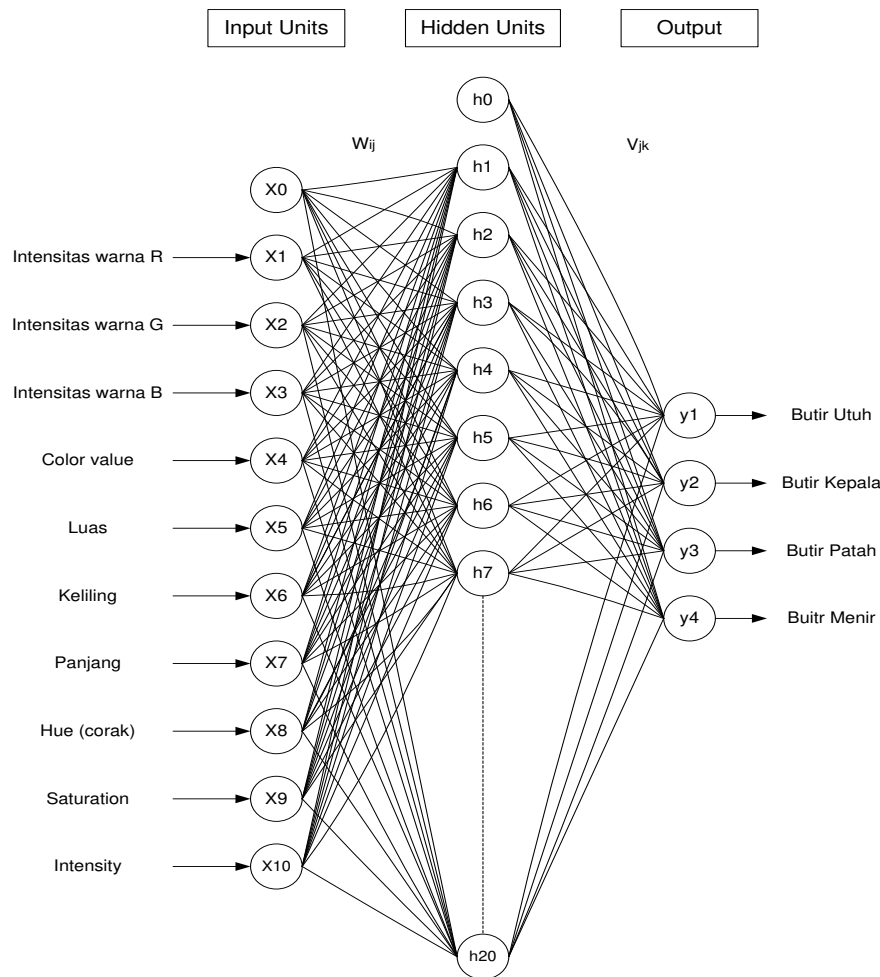 Input Units
Hidden Units
Output
h0
Wij
Vjk
h1
X0
h2
Intensitas warna R
X1
h3
Intensitas warna G
X2
h4
Intensitas warna B
X3
y1
Butir Utuh
h5
Color value
X4
y2
Butir Kepala
h6
Luas
X5
y3
Butir Patah
h7
Keliling
X6
y4
Buitr Menir
Panjang
X7
Hue (corak)
X8
Saturation
X9
Intensity
X10
h20